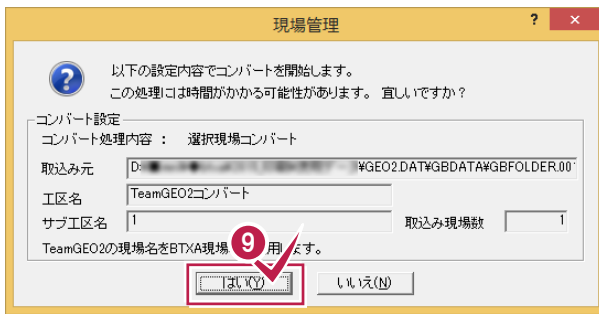 現場管理
? ×
以下の設定内容でコンバートを開始します。
この処理には時間がかかる可能性があります。 宜しいですか？
コンバート設定
コンバート処理内容 ： 選択現場コンバート
取込み元 D: ¥GEO2.DAT¥GBDATA¥GBFOLDER.00
工区名 TeamGEO2コンバート
サブ工区名 1 取込み現場数 1
TeamGEO2の現場名をBTXA現場 用 ます。
9
はい(Y) いいえ(N)